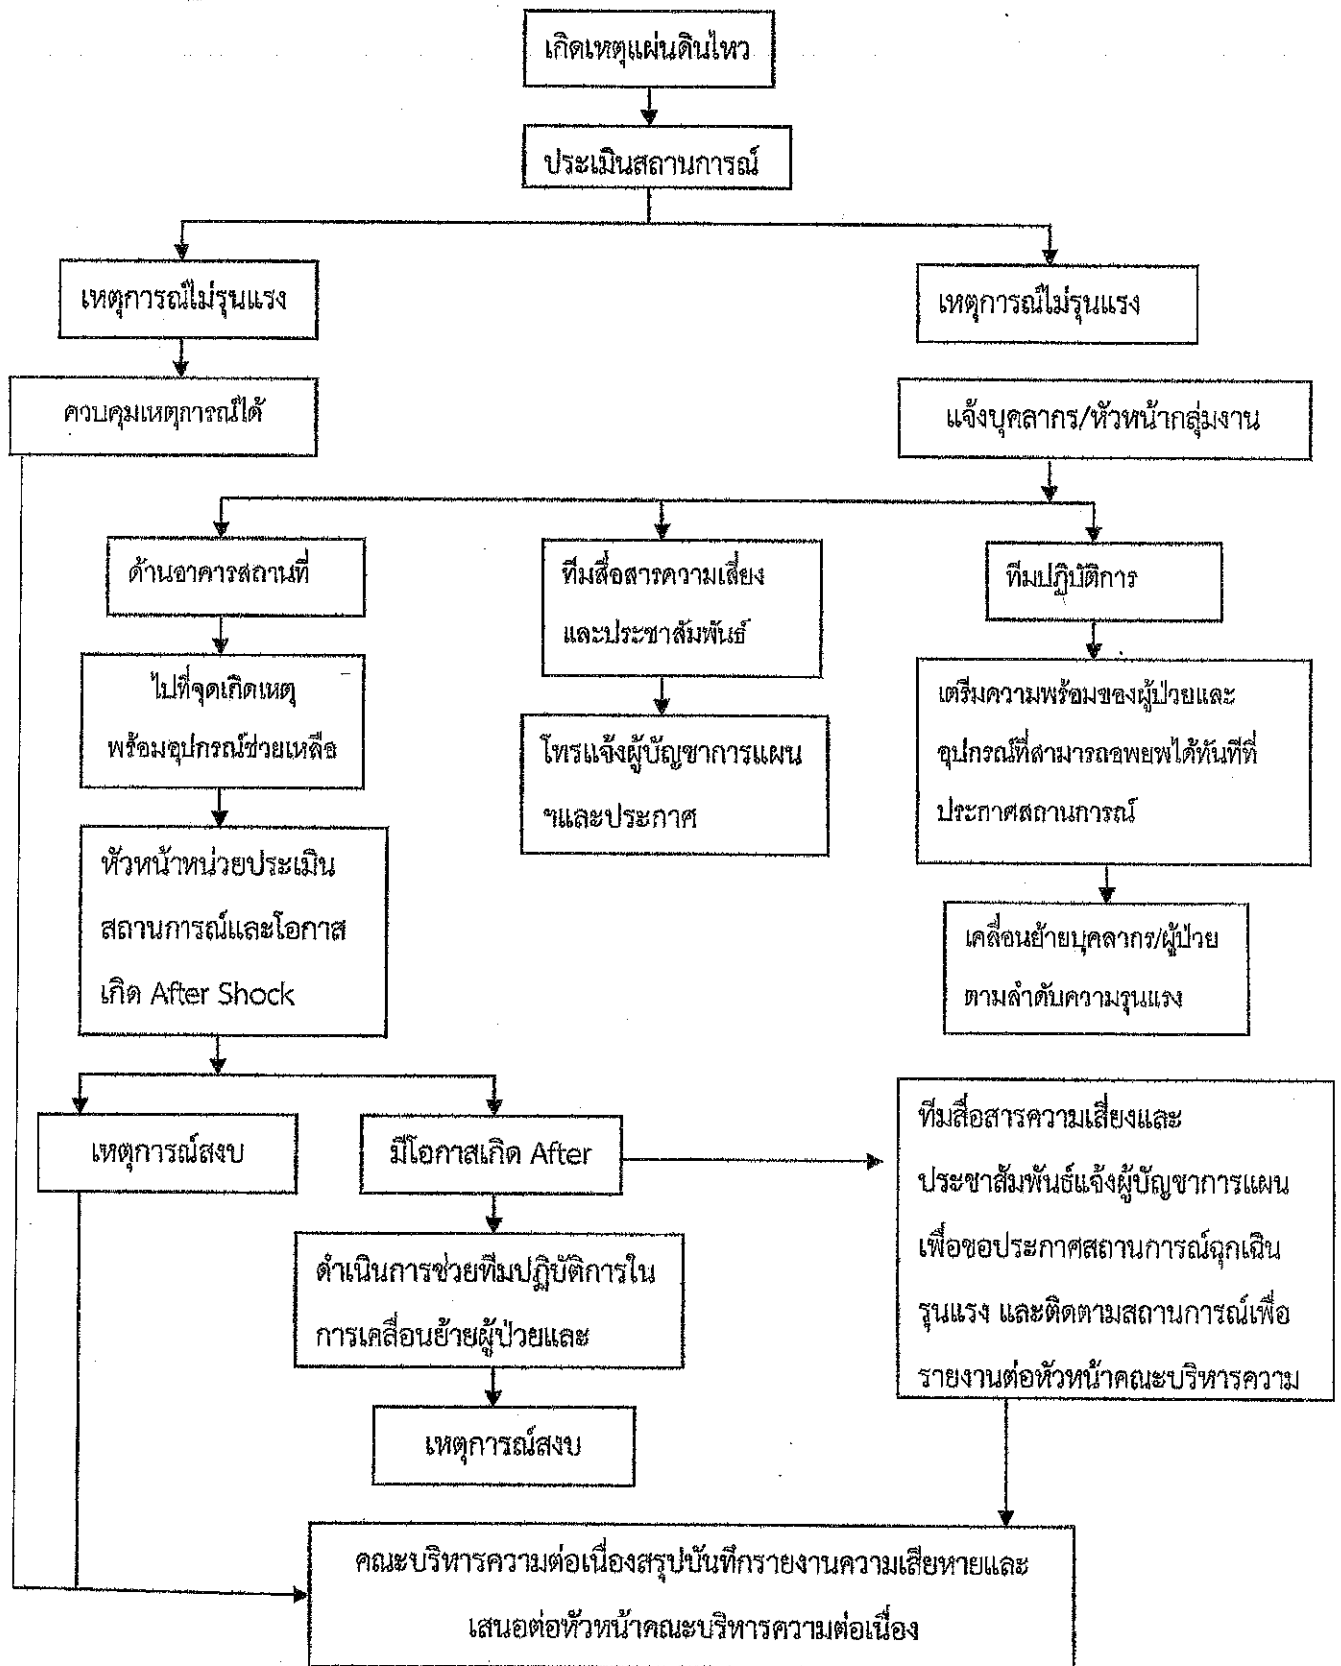 เกิดเหตุแผ่นดินไหว
ประเมินสถานการณ์
เหตุการณ์ไม่รุนแรง
เหตุการณ์ไม่รุนแรง
ควบคุมเหตุการณ์ได้
แจ้งบุคลากร/หัวหน้ากลุ่มงาน
ด้านอาคารสถานที่
ทีมสื่อสารความเสี่ยง
และประชาสัมพันธ์
ทีมปฏิบัติการ
ไปที่จุดเกิดเหตุ
พร้อมอุปกรณ์ช่วยเหลือ
โทรแจ้งผู้บัญชาการแผน
ฯและประกาศ
เตรีมความพร้อมของผู้ป่วยและ
อุปกรณ์ที่สามารถอพยพได้ทันทีที่
ประกาศสถานการณ์
หัวหน้าหน่วยประเมิน
สถานการณ์และโอกาส
เกิด After Shock
เคลื่อนย้ายบุคลากร/ผู้ป่วย
ตามลำดับความรุนแรง
เหตุการณ์สงบ
มีโอกาสเกิด After
ทีมสื่อสารความเสี่ยงและ
ประชาสัมพันธ์แจ้งผู้บัญชาการแผน
เพื่อขอประกาศสถานการณ์ฉุกเฉิน
รุนแรง และติดตามสถานการณ์เพื่อ
รายงานต่อหัวหน้าคณะบริหารความ
ดำเนินการช่วยทีมปฏิบัติการใน
การเคลื่อนย้ายผู้ป่วยและ
เหตุการณ์สงบ
คณะบริหารความต่อเนื่องสรุปบันทึกรายงานความเสียหายและ
เสนอต่อหัวหน้าคณะบริหารความต่อเนื่อง